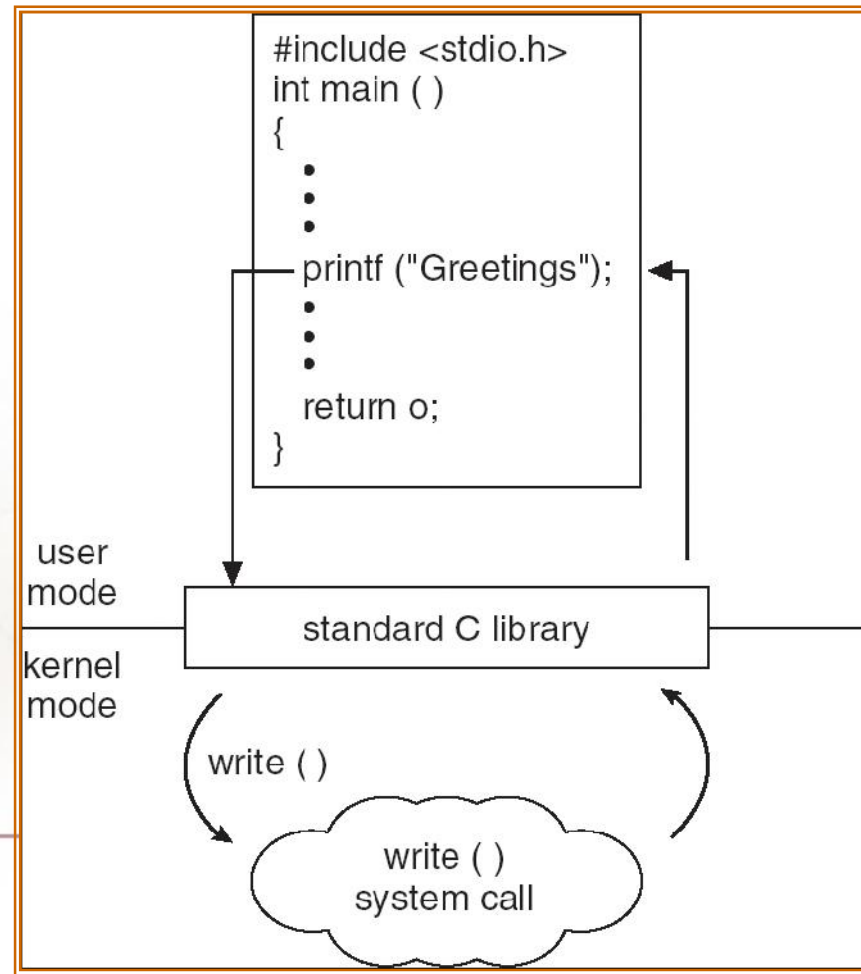 #include <stdio.h>
int main ( )
{
•
•
•
printf ("Greetings");
•
•
•
return o;
}
user
mode
standard C library
kernel
mode
write ( )
write ( )
system call